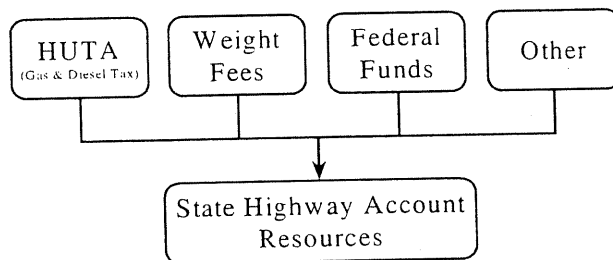 HUTA
(Gas & Diesel Tax)
Weight
Fees
Federal
Funds
Other
State Highway Account
Resources